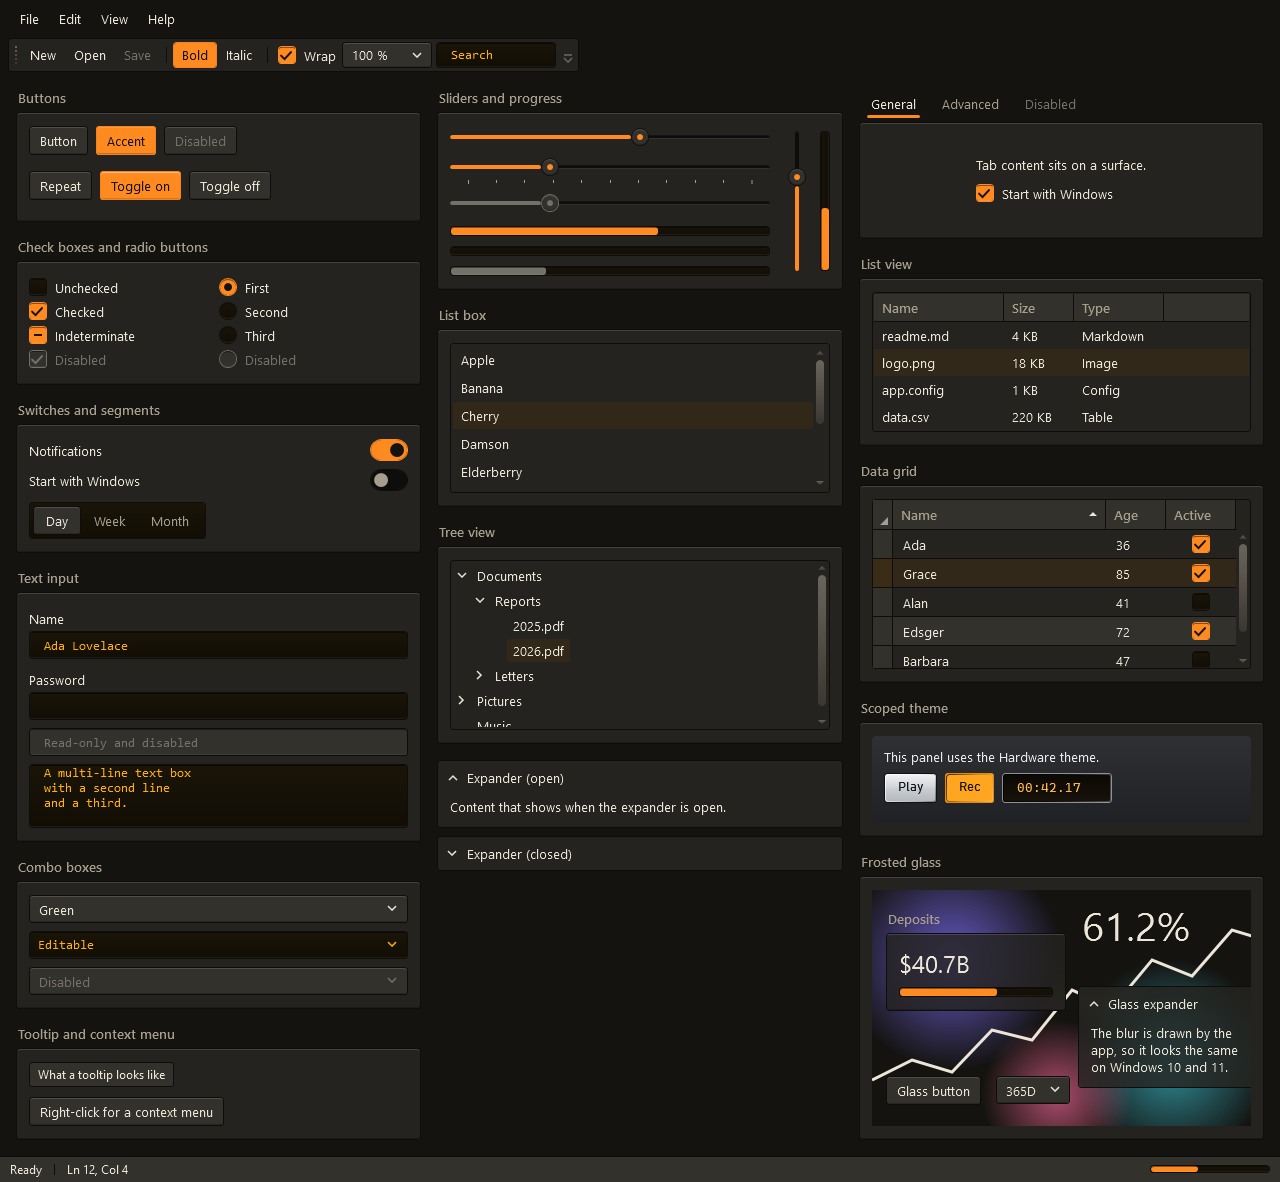 File Edit View Help
New Open Save Bold Italic Wrap 100 % Search
Buttons
Button Accent Disabled
Repeat Toggle on Toggle off
Check boxes and radio buttons
Unchecked First
Checked Second
Indeterminate Third
Disabled Disabled
Switches and segments
Notifications
Start with Windows
Day Week Month
Text input
Name
Ada Lovelace
Password
Read-only and disabled
A multi-line text box
with a second line
and a third.
Combo boxes
Green
Editable
Disabled
Tooltip and context menu
What a tooltip looks like
Right-click for a context menu
Sliders and progress
List box
Apple
Banana
Cherry
Damson
Elderberry
Tree view
Documents
Reports
2025.pdf
2026.pdf
Letters
Pictures
Music
Expander (open)
Content that shows when the expander is open.
Expander (closed)
General Advanced Disabled
Tab content sits on a surface.
Start with Windows
List view
Name Size Type
readme.md 4 KB Markdown
logo.png 18 KB Image
app.config 1 KB Config
data.csv 220 KB Table
Data grid
Name Age Active
Ada 36
Grace 85
Alan 41
Edsger 72
Barbara 47
Scoped theme
This panel uses the Hardware theme.
Play Rec 00:42.17
Frosted glass
Deposits
61.2%
$40.7B
Glass expander
The blur is drawn by the
app, so it looks the same
on Windows 10 and 11.
Glass button 365D
Ready Ln 12, Col 4